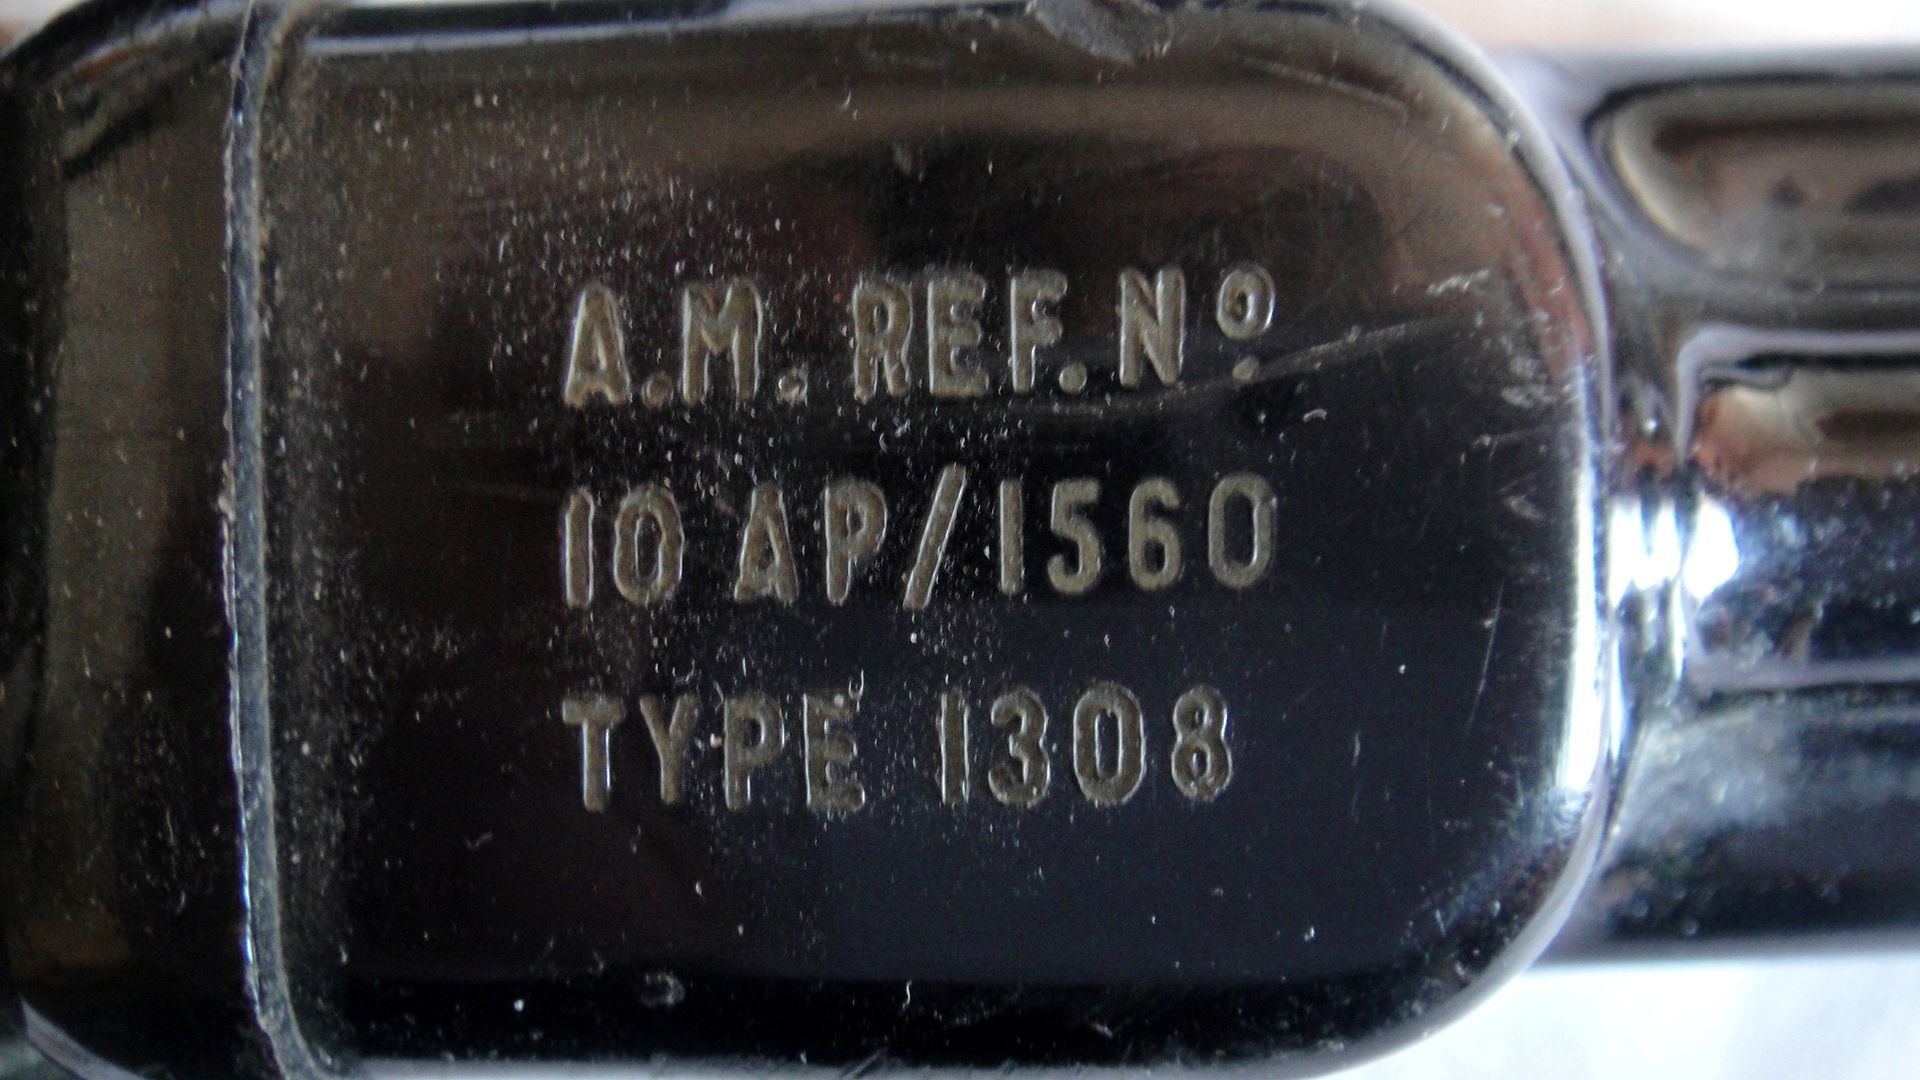 A.M. REF. Nº.
10 AP/1560
TYPE 1308